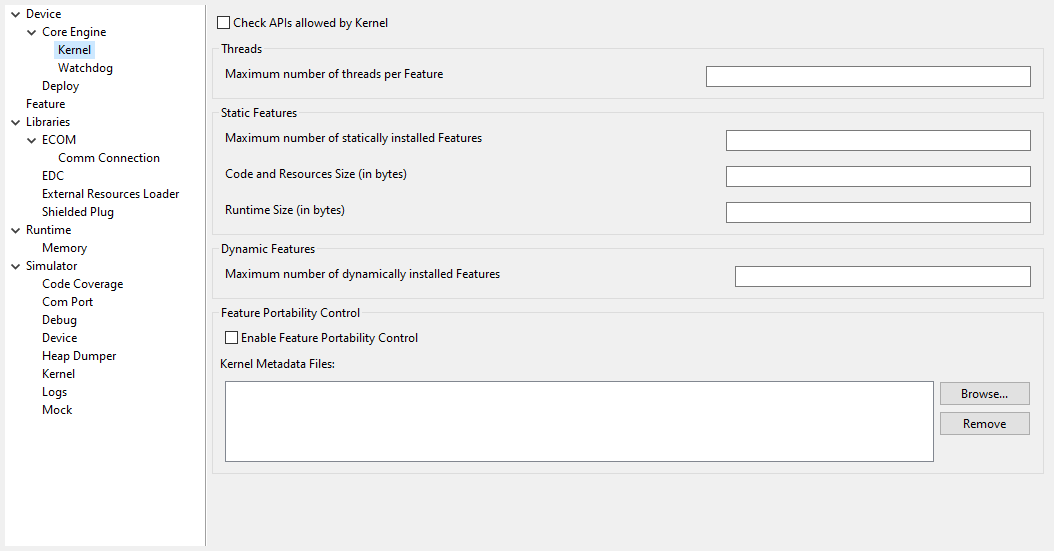 Device
Core Engine
Kernel
Watchdog
Deploy
Feature
Libraries
ECOM
Comm Connection
EDC
External Resources Loader
Shielded Plug
Runtime
Memory
Simulator
Code Coverage
Com Port
Debug
Device
Heap Dumper
Kernel
Logs
Mock
Check APIs allowed by Kernel
Threads
Maximum number of threads per Feature
Static Features
Maximum number of statically installed Features
Code and Resources Size (in bytes)
Runtime Size (in bytes)
Dynamic Features
Maximum number of dynamically installed Features
Feature Portability Control
Enable Feature Portability Control
Kernel Metadata Files:
Browse...
Remove